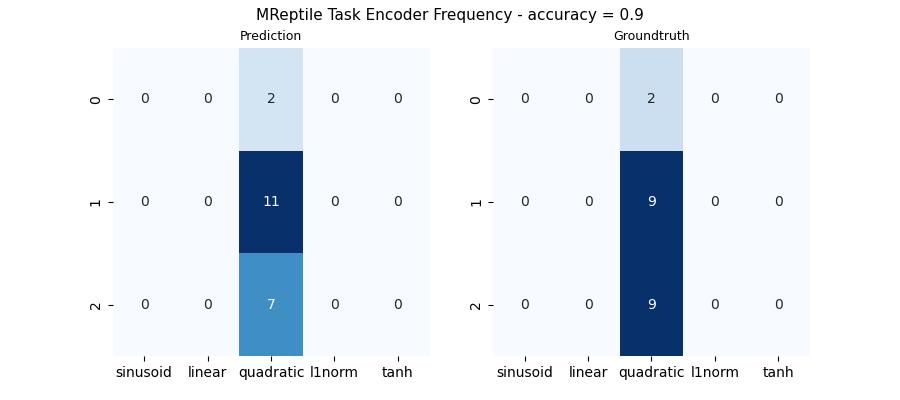 MReptile Task Encoder Frequency - accuracy = 0.9
Prediction
0 0 0 2 0 0
1 0 0 11 0 0
2 0 0 7 0 0
sinusoid linear quadratic l1norm tanh
Groundtruth
0 0 0 2 0 0
1 0 0 9 0 0
2 0 0 9 0 0
sinusoid linear quadratic l1norm tanh